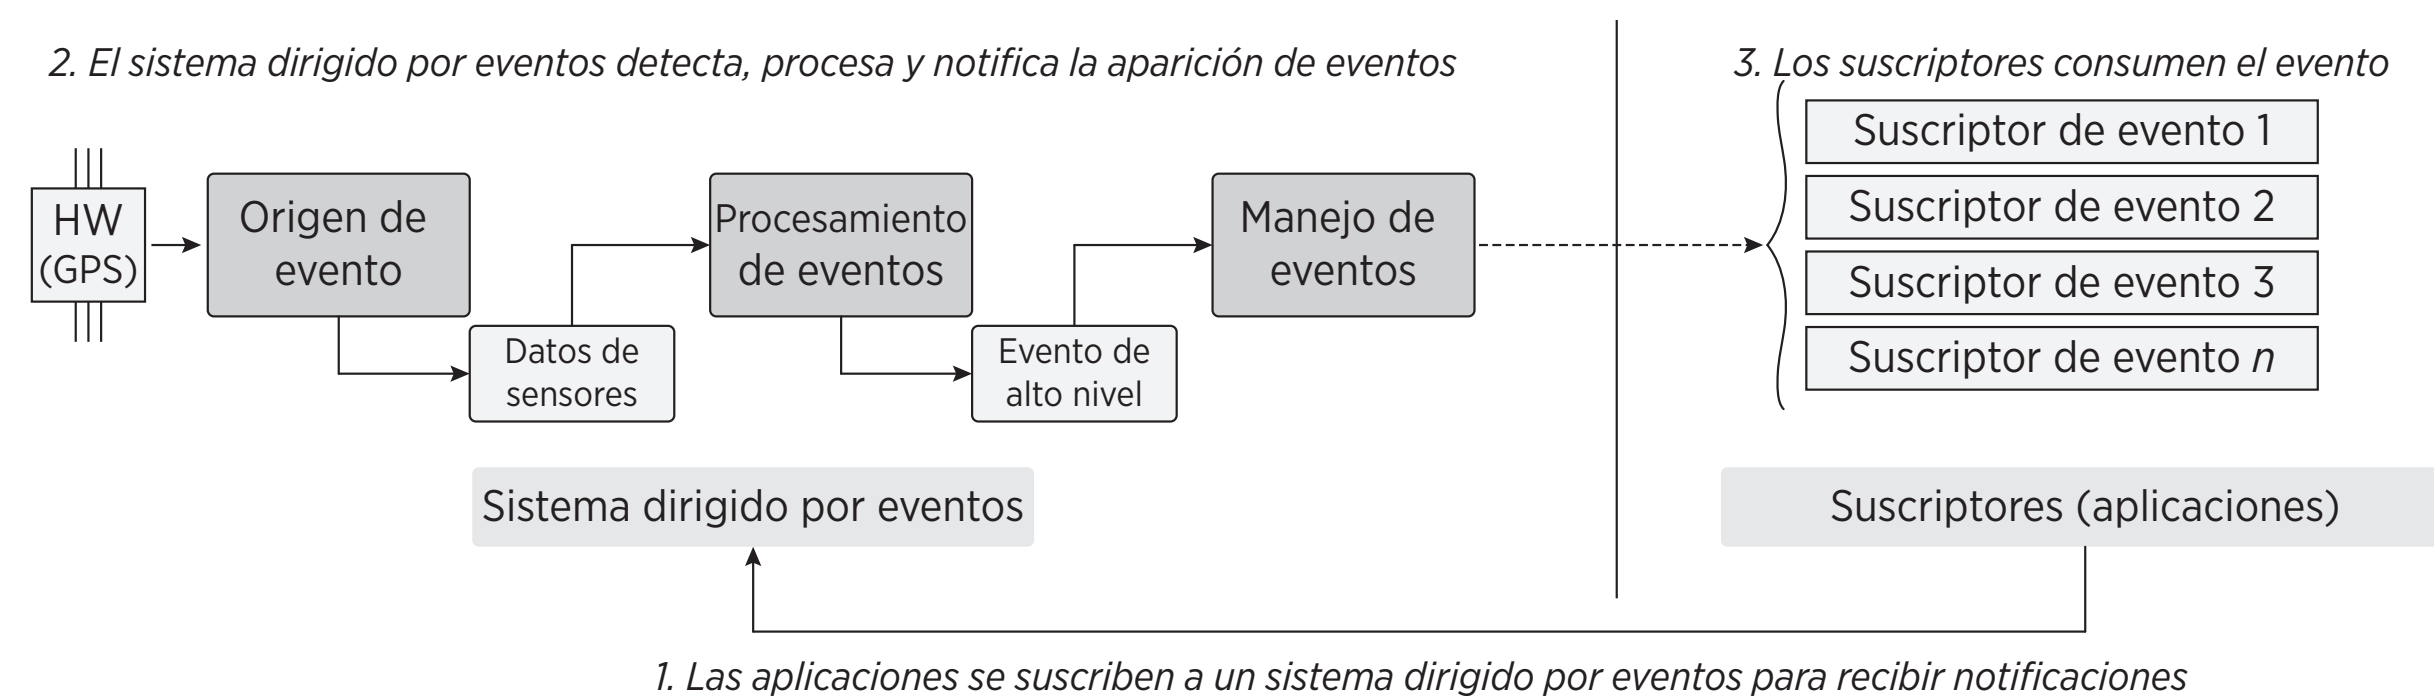 2. El sistema dirigido por eventos detecta, procesa y notifica la aparición de eventos
3. Los suscriptores consumen el evento
HW
(GPS)
Origen de
evento
Datos de
sensores
Procesamiento
de eventos
Evento de
alto nivel
Manejo de
eventos
Suscriptor de evento 1
Suscriptor de evento 2
Suscriptor de evento 3
Suscriptor de evento n
Sistema dirigido por eventos
Suscriptores (aplicaciones)
1. Las aplicaciones se suscriben a un sistema dirigido por eventos para recibir notificaciones